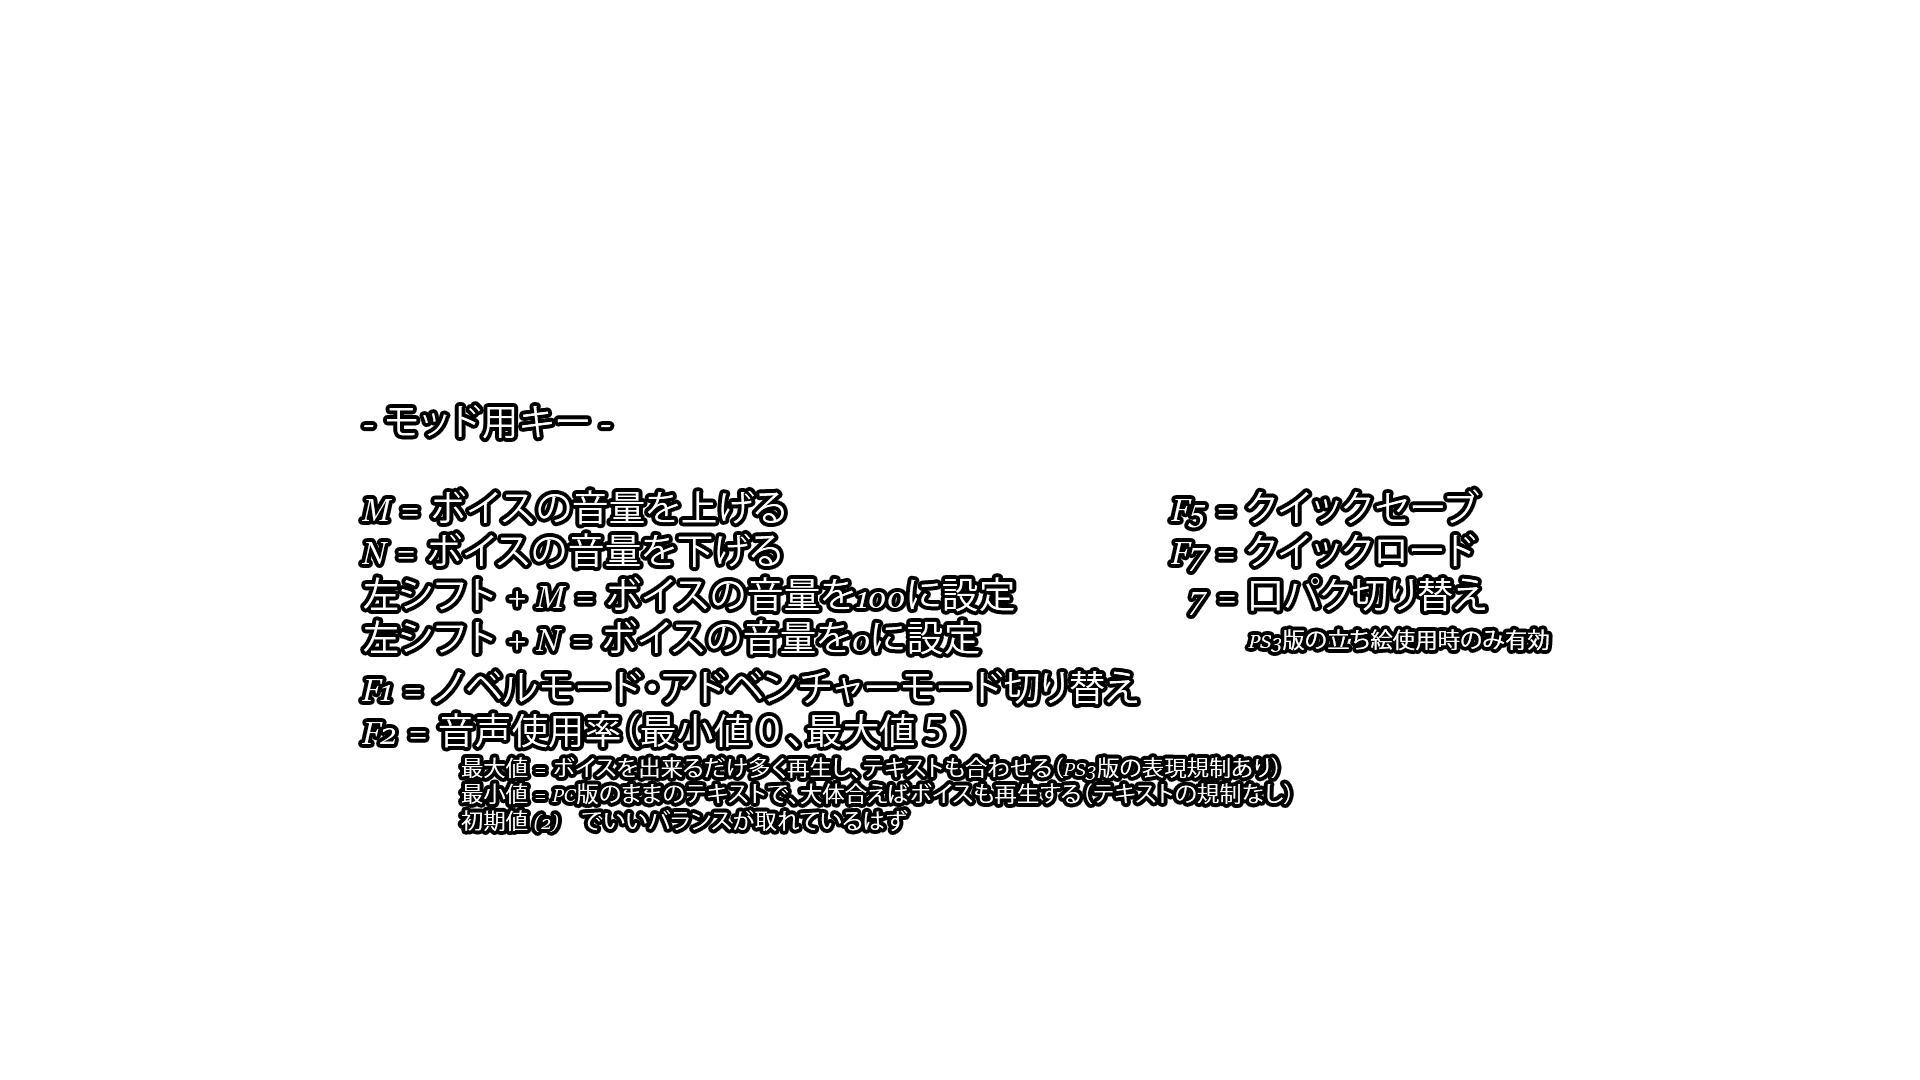 - モッド用キー -
M = ボイスの音量を上げる
N = ボイスの音量を下げる
左シフト + M = ボイスの音量を100に設定
左シフト + N = ボイスの音量を0に設定
F1 = ノベルモード・アドベンチャーモード切り替え
F2 = 音声使用率（最小値０、最大値５）
最大値 = ボイスを出来るだけ多く再生し、テキストも合わせる（PS3版の表現規制あり）
最小値 = PC版のままのテキストで、大体合えばボイスも再生する（テキストの規制なし）
初期値(2)　でいいバランスが取れているはず
F5 = クイックセーブ
F7 = クイックロード
7 = 口パク切り替え
PS3版の立ち絵使用時のみ有効